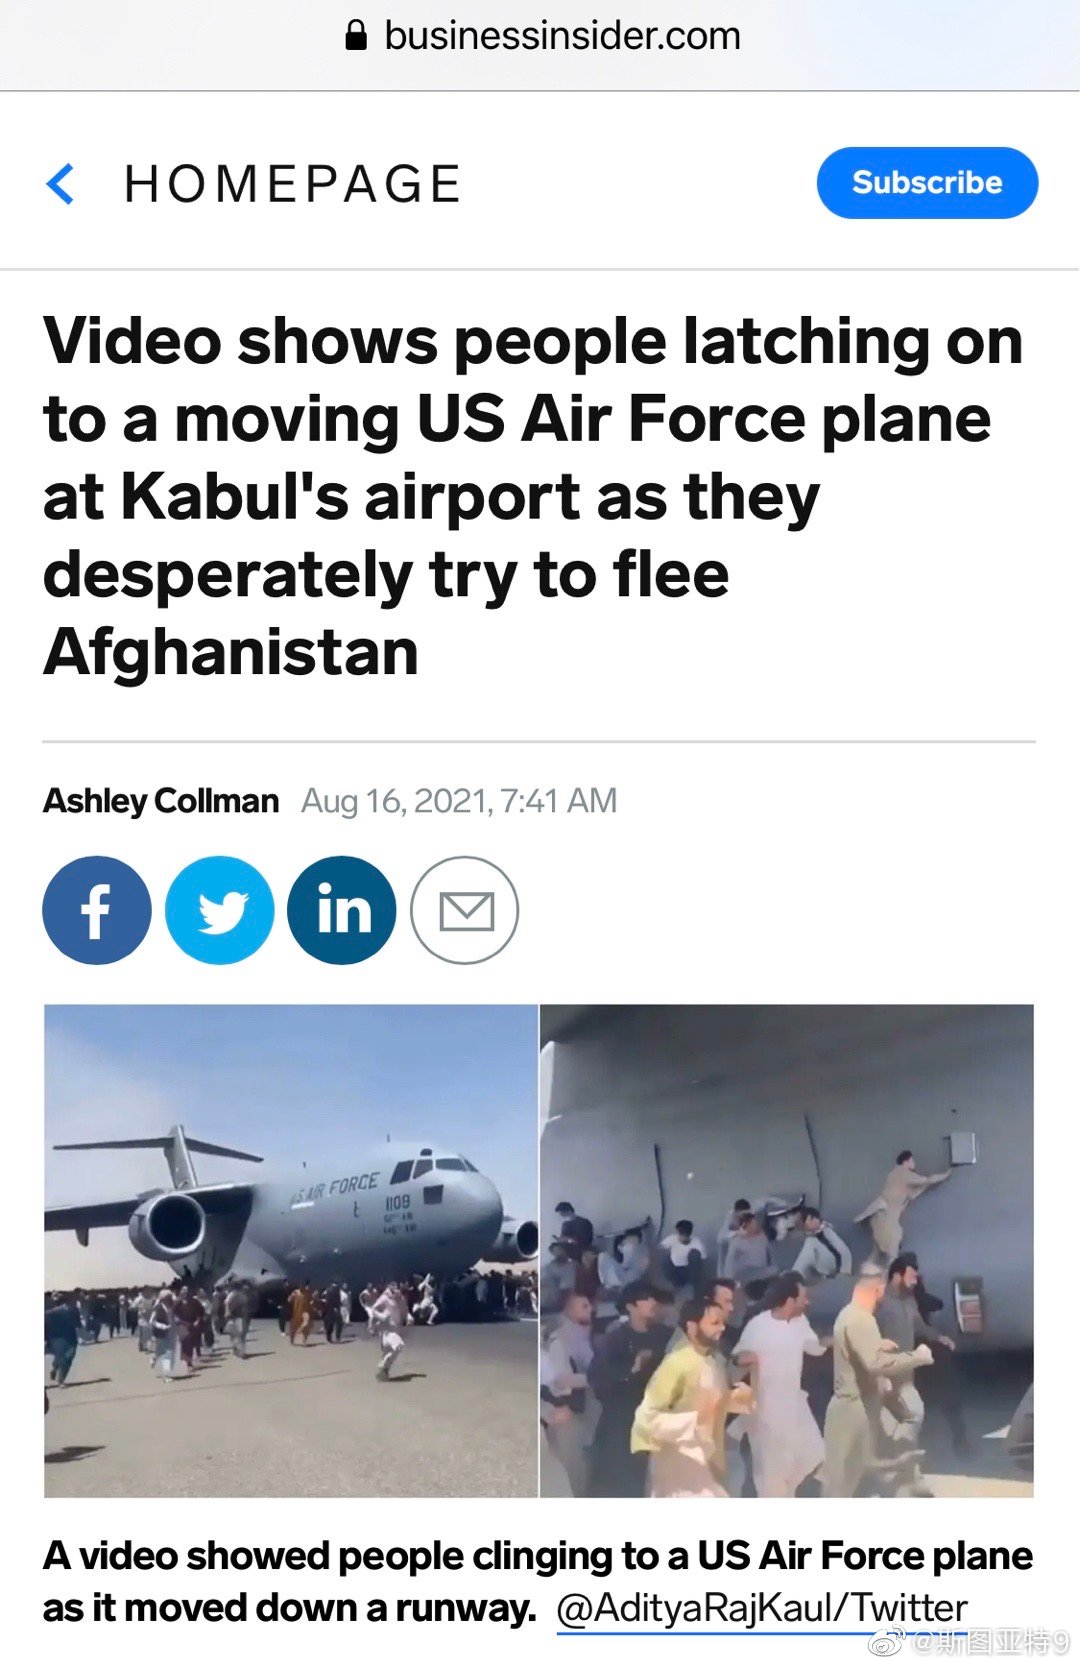 businessinsider.com
HOMEPAGE
Subscribe
Video shows people latching on
to a moving US Air Force plane
at Kabul's airport as they
desperately try to flee
Afghanistan
Ashley Collman Aug 16, 2021, 7:41 AM
f
in
U.S. AIR FORCE
1109
A video showed people clinging to a US Air Force plane
as it moved down a runway. @AdityaRajKaul/Twitter
@斯图亚特9